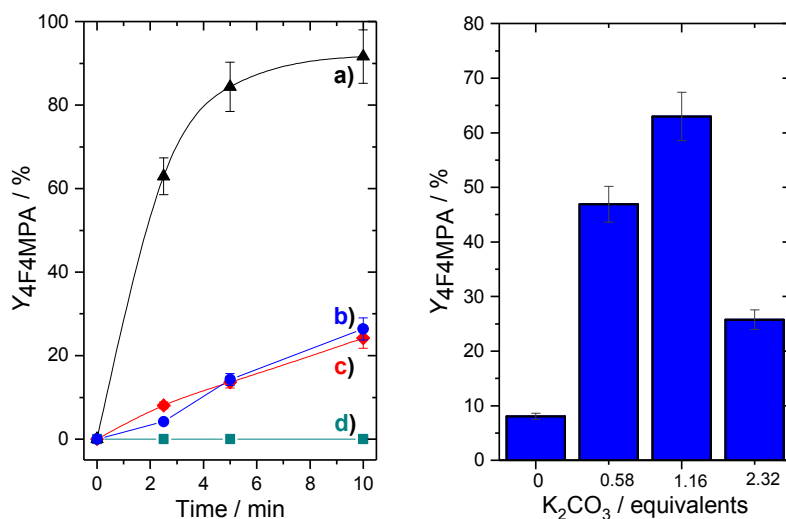 100
80
60
40
20
0
Y4F4MPA / %
a)
b)
c)
d)
0 2 4 6 8 10
Time / min
80
70
60
50
40
30
20
10
0
Y4F4MPA / %
0 0.58 1.16 2.32
K2CO3 / equivalents